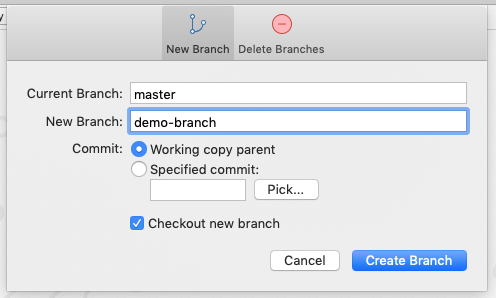 New Branch Delete Branches
Current Branch: master
New Branch: demo-branch
Commit: Working copy parent
Specified commit:
Pick...
Checkout new branch
Cancel Create Branch